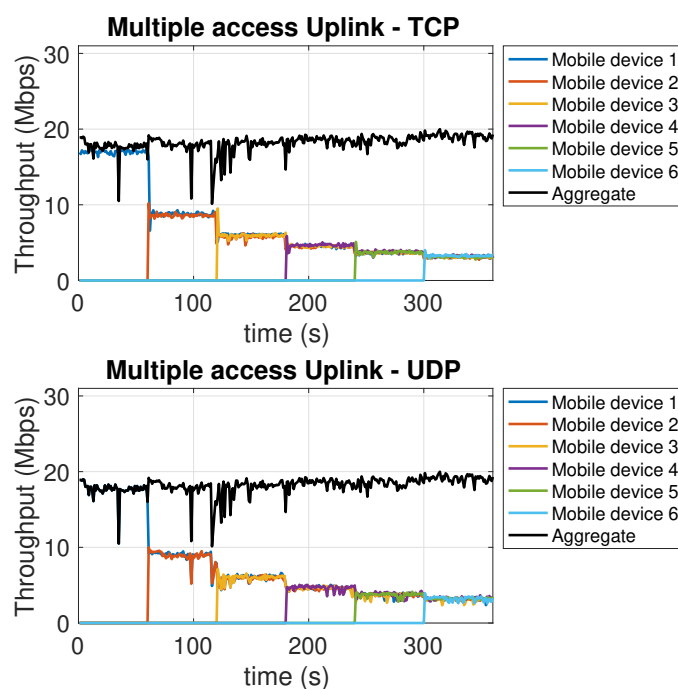 Multiple access Uplink - TCP
30
20
10
0
Throughput (Mbps)
0 100 200 300
time (s)
Mobile device 1
Mobile device 2
Mobile device 3
Mobile device 4
Mobile device 5
Mobile device 6
Aggregate
Multiple access Uplink - UDP
30
20
10
0
Throughput (Mbps)
0 100 200 300
time (s)
Mobile device 1
Mobile device 2
Mobile device 3
Mobile device 4
Mobile device 5
Mobile device 6
Aggregate